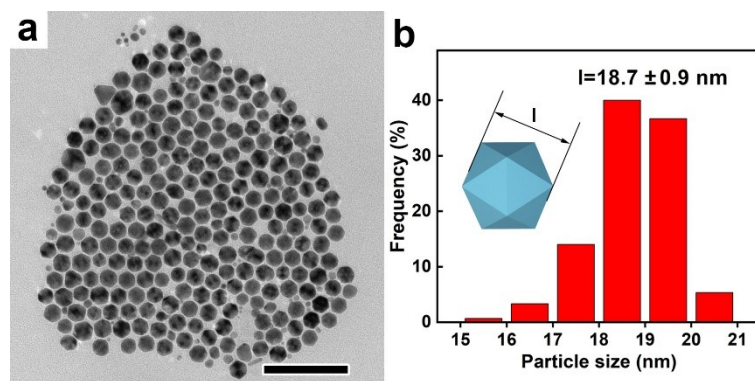 a
b
l=18.7 ±0.9 nm
l
Frequency (%)
40
30
20
10
0
15 16 17 18 19 20 21
Particle size (nm)